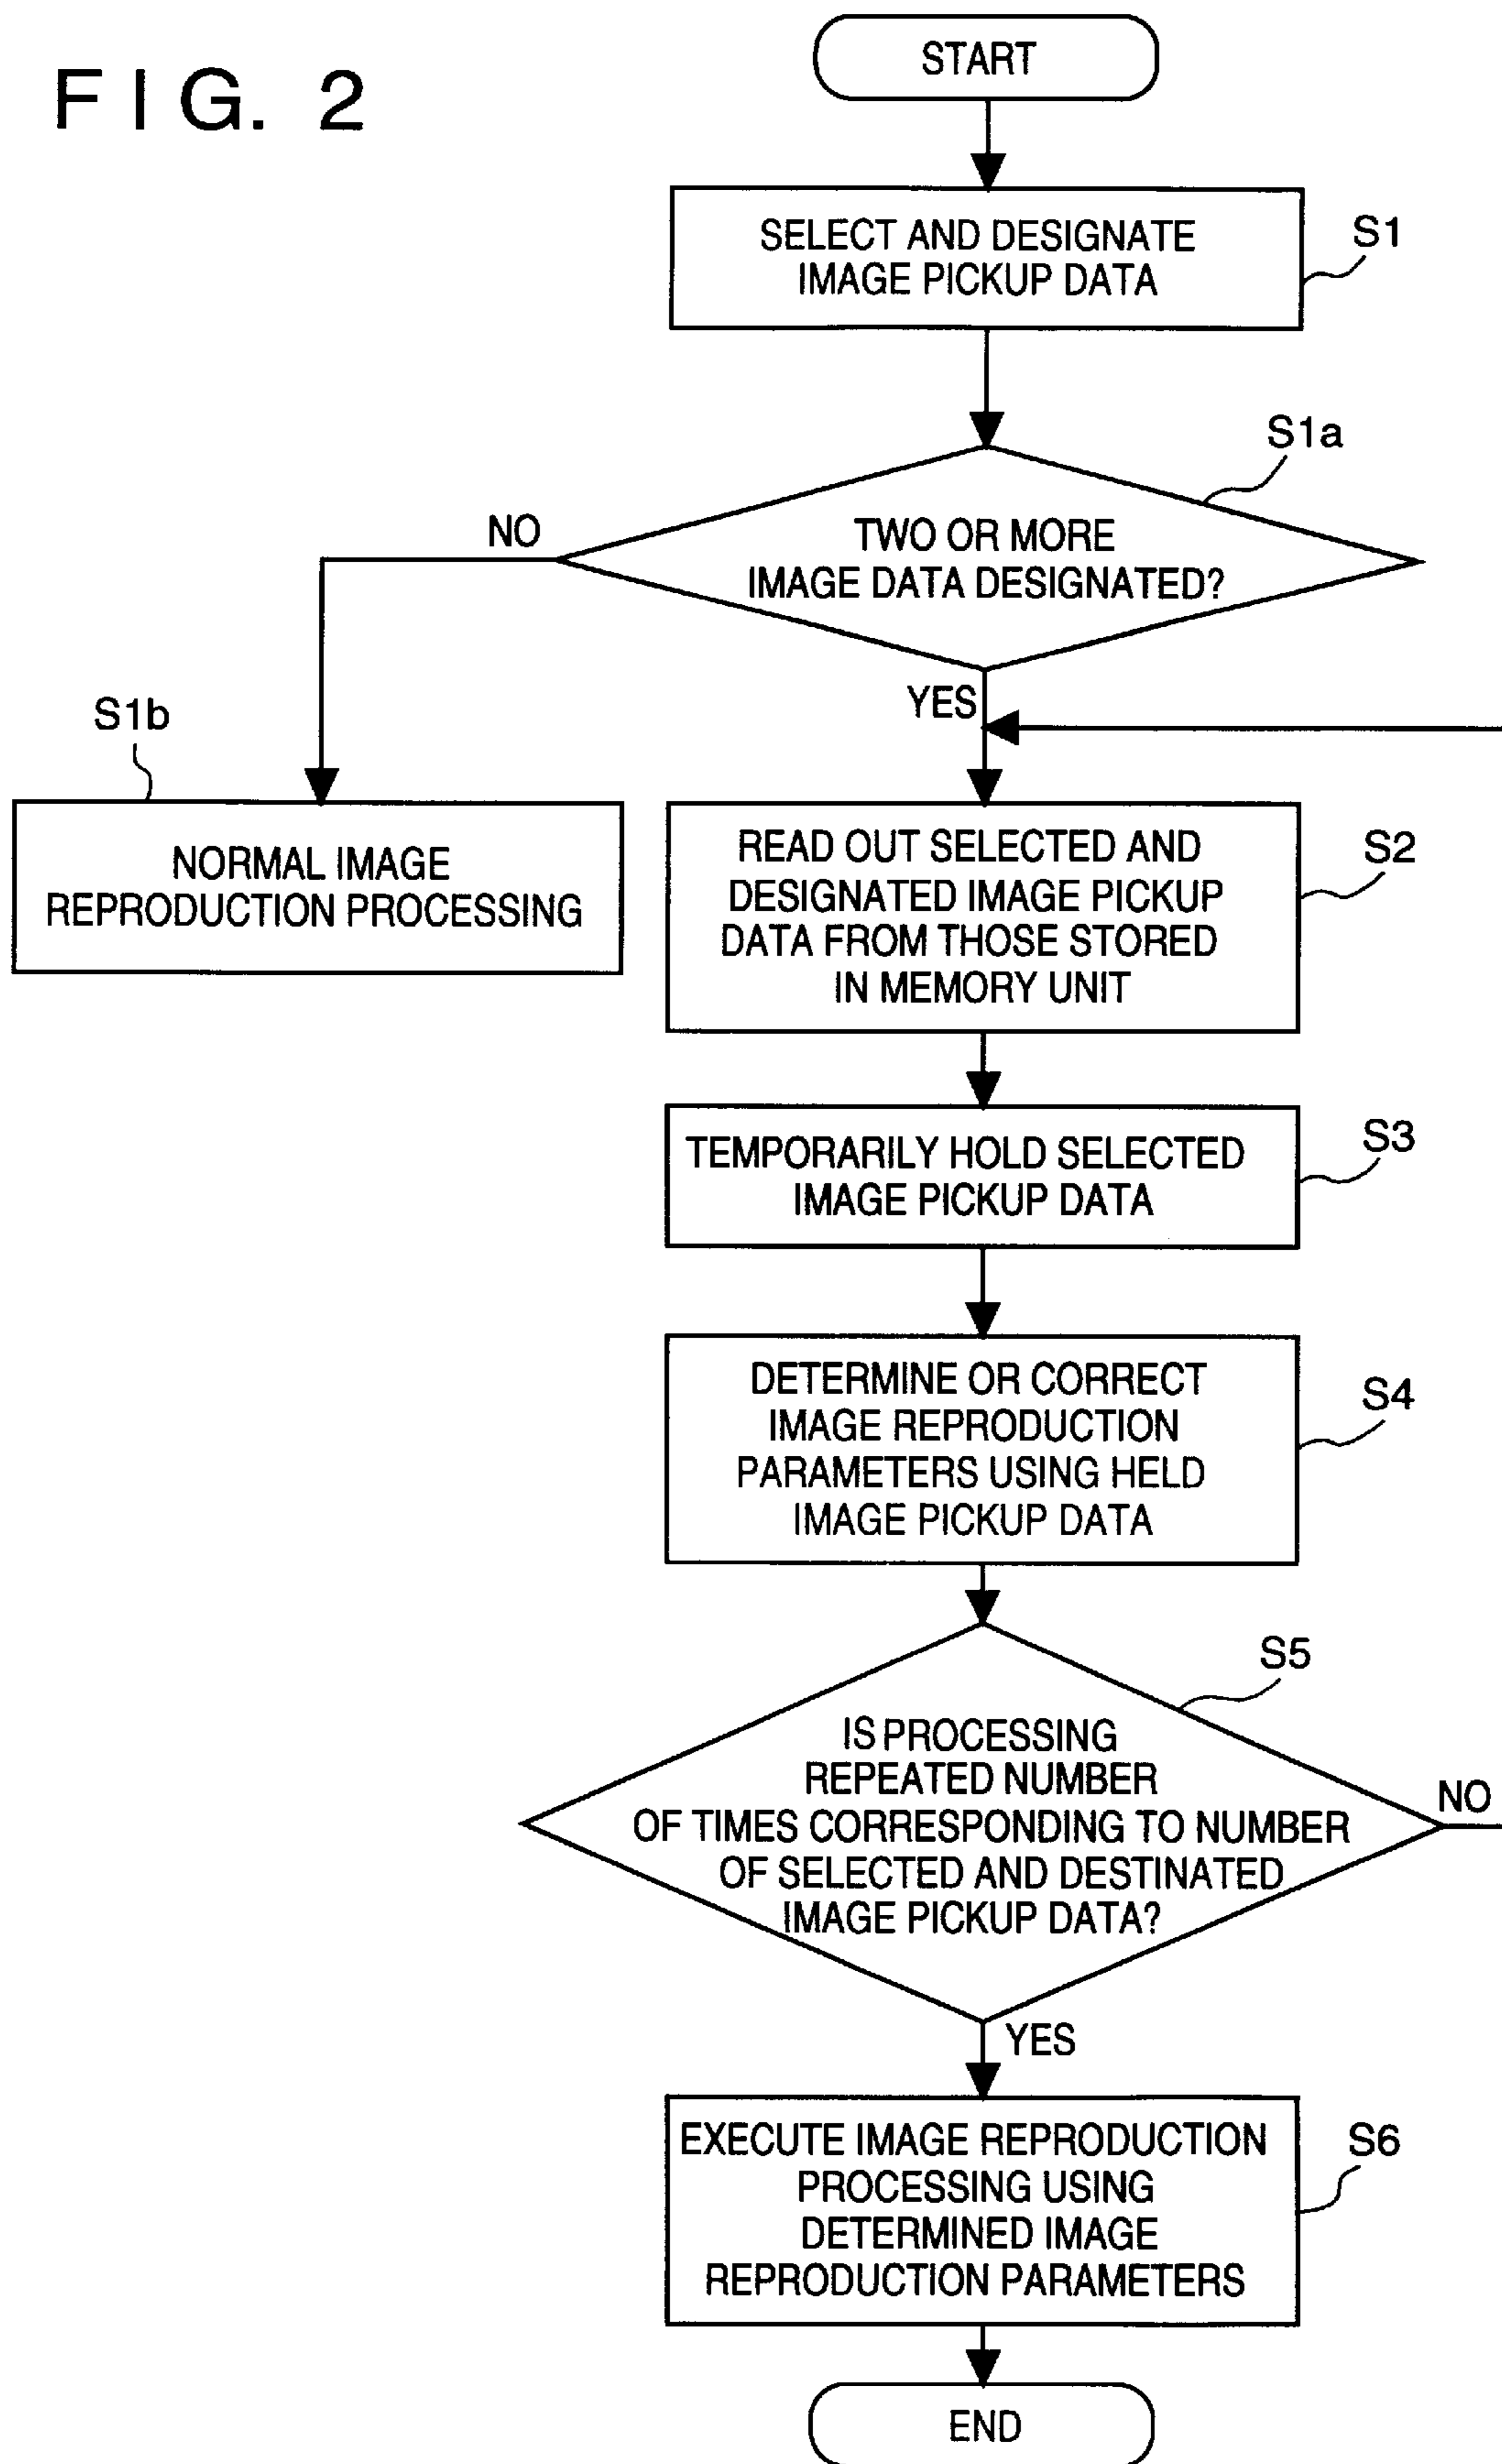 FIG. 2
START
SELECT AND DESIGNATE
IMAGE PICKUP DATA
S1
S1a
TWO OR MORE
IMAGE DATA DESIGNATED?
NO
YES
S1b
NORMAL IMAGE
REPRODUCTION PROCESSING
READ OUT SELECTED AND
DESIGNATED IMAGE PICKUP
DATA FROM THOSE STORED
IN MEMORY UNIT
S2
TEMPORARILY HOLD SELECTED
IMAGE PICKUP DATA
S3
DETERMINE OR CORRECT
IMAGE REPRODUCTION
PARAMETERS USING HELD
IMAGE PICKUP DATA
S4
S5
IS PROCESSING
REPEATED NUMBER
OF TIMES CORRESPONDING TO NUMBER
OF SELECTED AND DESTINATED
IMAGE PICKUP DATA?
NO
YES
EXECUTE IMAGE REPRODUCTION
PROCESSING USING
DETERMINED IMAGE
REPRODUCTION PARAMETERS
S6
END